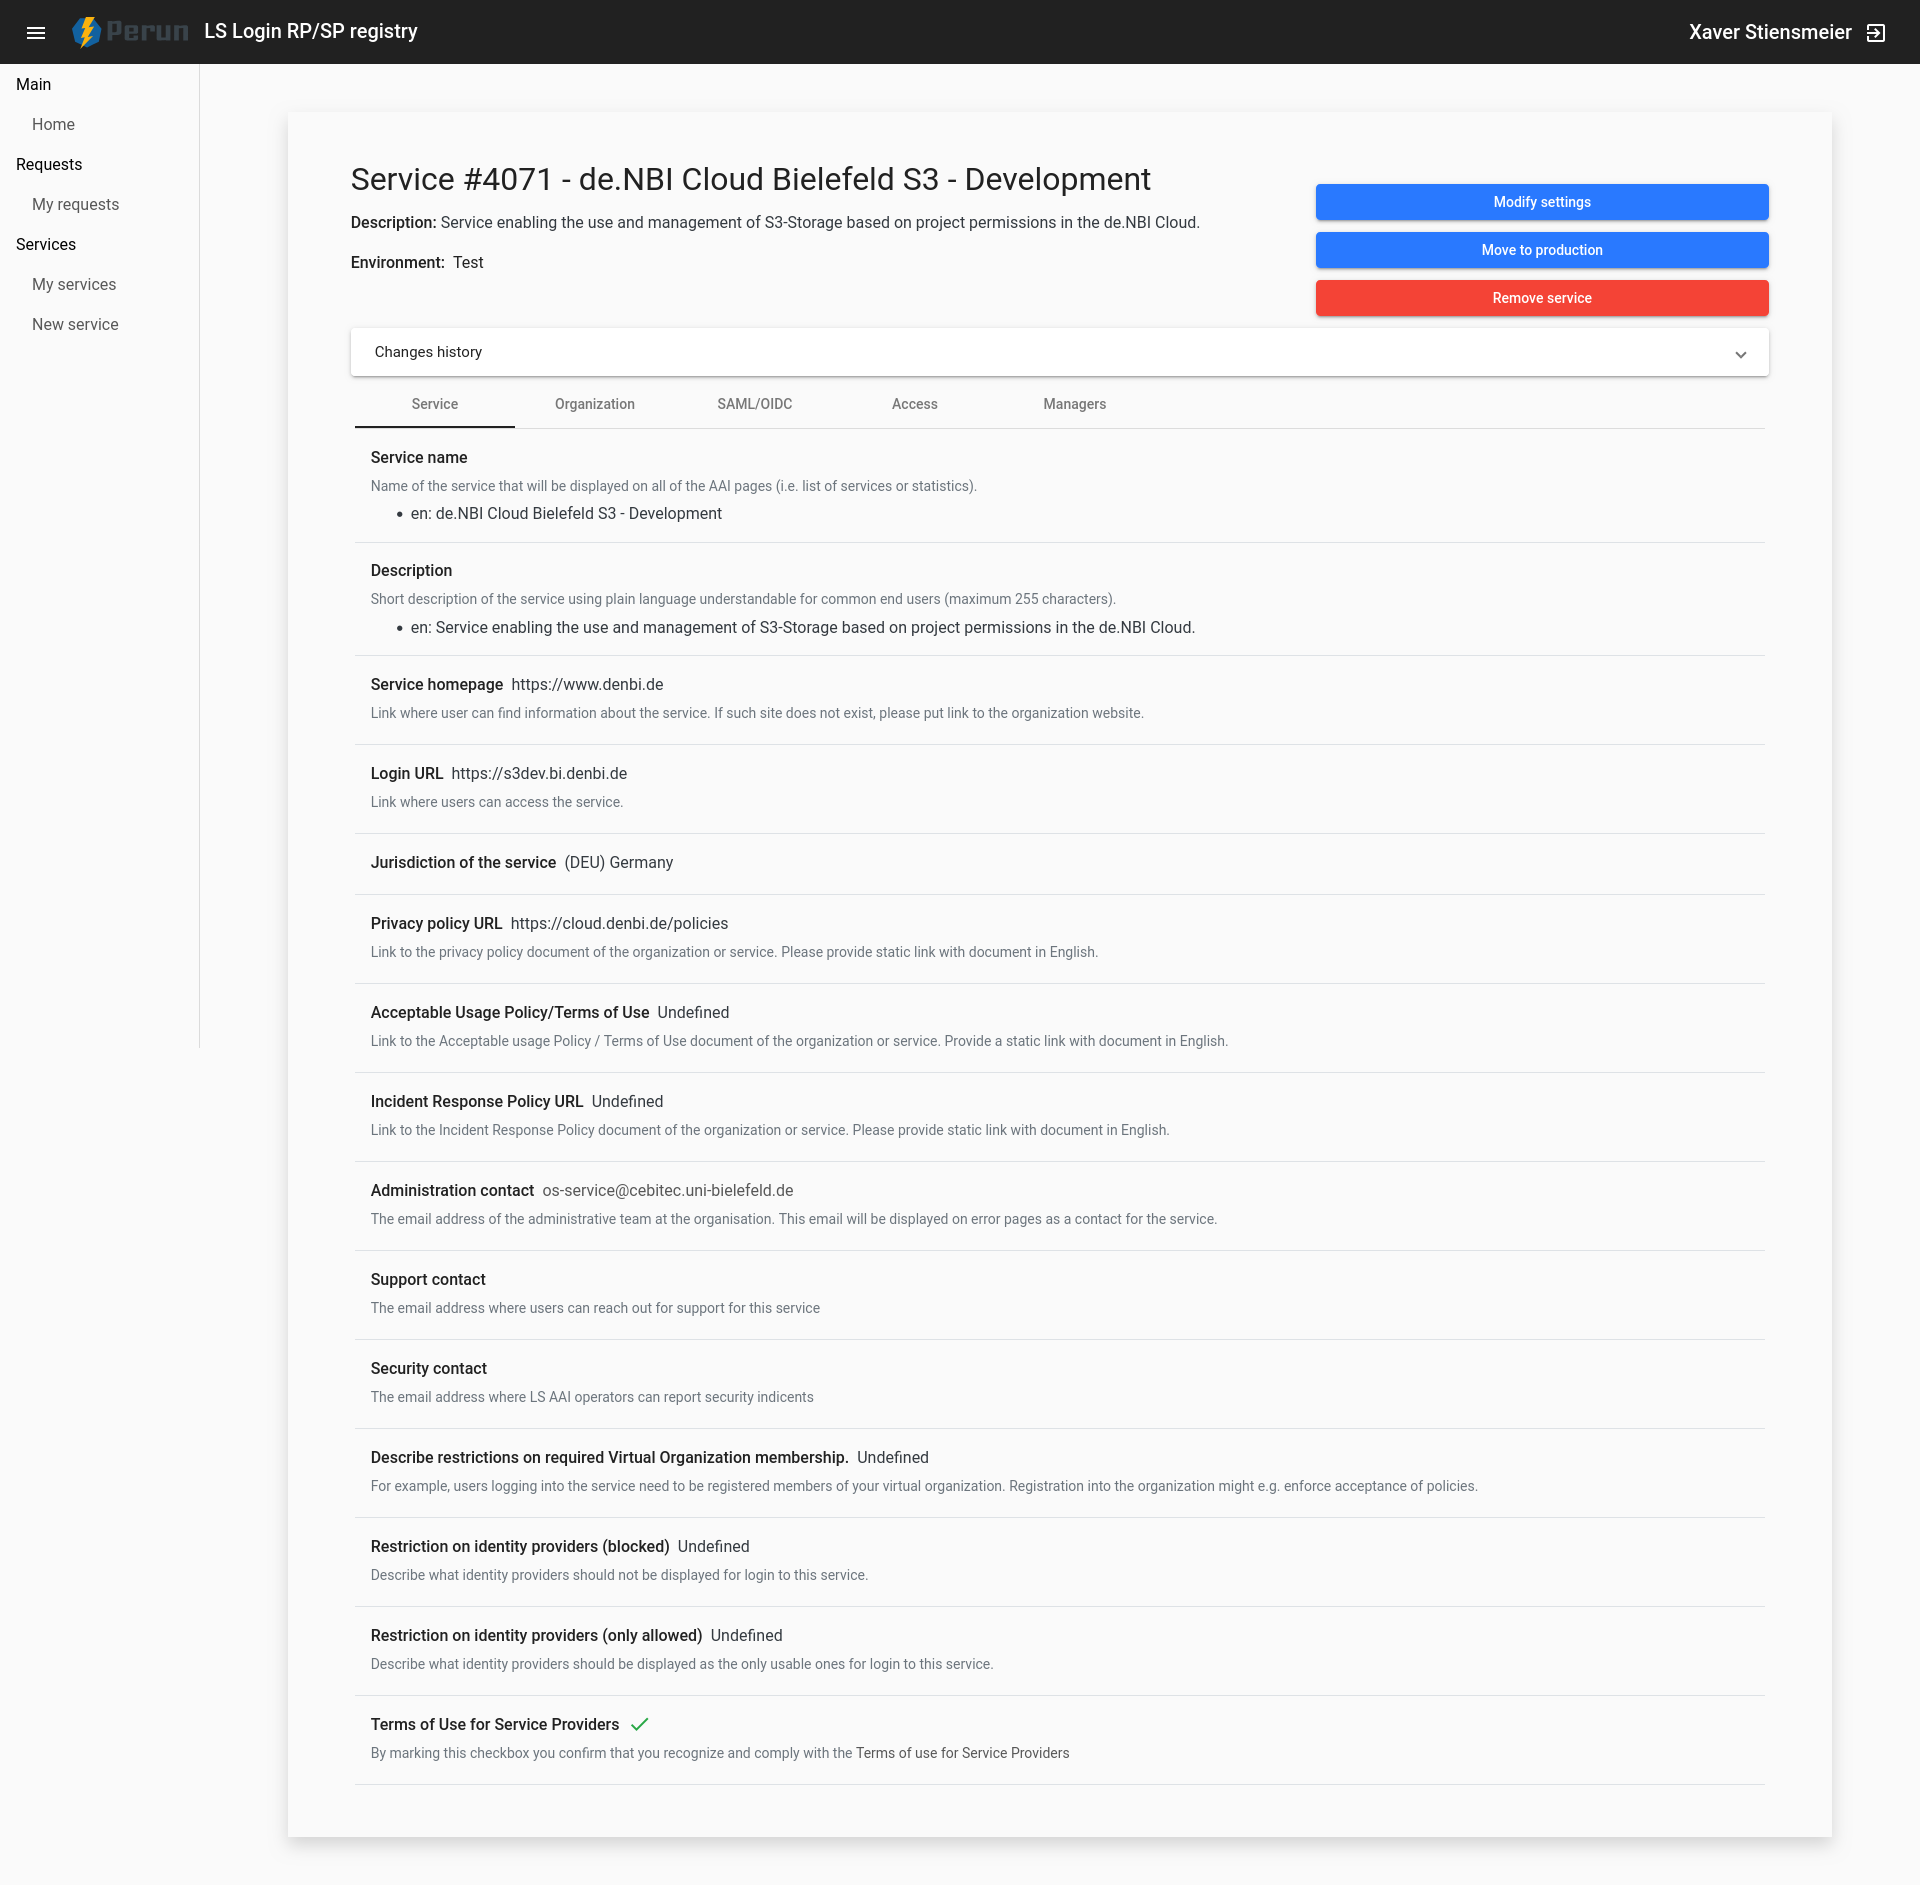 Perun LS Login RP/SP registry
Xaver Stiensmeier
Main
Home
Requests
My requests
Services
My services
New service
Service #4071 - de.NBI Cloud Bielefeld S3 - Development
Description: Service enabling the use and management of S3-Storage based on project permissions in the de.NBI Cloud.
Environment: Test
Modify settings
Move to production
Remove service
Changes history
Service Organization SAML/OIDC Access Managers
Service name
Name of the service that will be displayed on all of the AAI pages (i.e. list of services or statistics).
• en: de.NBI Cloud Bielefeld S3 - Development
Description
Short description of the service using plain language understandable for common end users (maximum 255 characters).
• en: Service enabling the use and management of S3-Storage based on project permissions in the de.NBI Cloud.
Service homepage https://www.denbi.de
Link where user can find information about the service. If such site does not exist, please put link to the organization website.
Login URL https://s3dev.bi.denbi.de
Link where users can access the service.
Jurisdiction of the service (DEU) Germany
Privacy policy URL https://cloud.denbi.de/policies
Link to the privacy policy document of the organization or service. Please provide static link with document in English.
Acceptable Usage Policy/Terms of Use Undefined
Link to the Acceptable usage Policy / Terms of Use document of the organization or service. Provide a static link with document in English.
Incident Response Policy URL Undefined
Link to the Incident Response Policy document of the organization or service. Please provide static link with document in English.
Administration contact os-service@cebitec.uni-bielefeld.de
The email address of the administrative team at the organisation. This email will be displayed on error pages as a contact for the service.
Support contact
The email address where users can reach out for support for this service
Security contact
The email address where LS AAI operators can report security indicents
Describe restrictions on required Virtual Organization membership. Undefined
For example, users logging into the service need to be registered members of your virtual organization. Registration into the organization might e.g. enforce acceptance of policies.
Restriction on identity providers (blocked) Undefined
Describe what identity providers should not be displayed for login to this service.
Restriction on identity providers (only allowed) Undefined
Describe what identity providers should be displayed as the only usable ones for login to this service.
Terms of Use for Service Providers
By marking this checkbox you confirm that you recognize and comply with the Terms of use for Service Providers